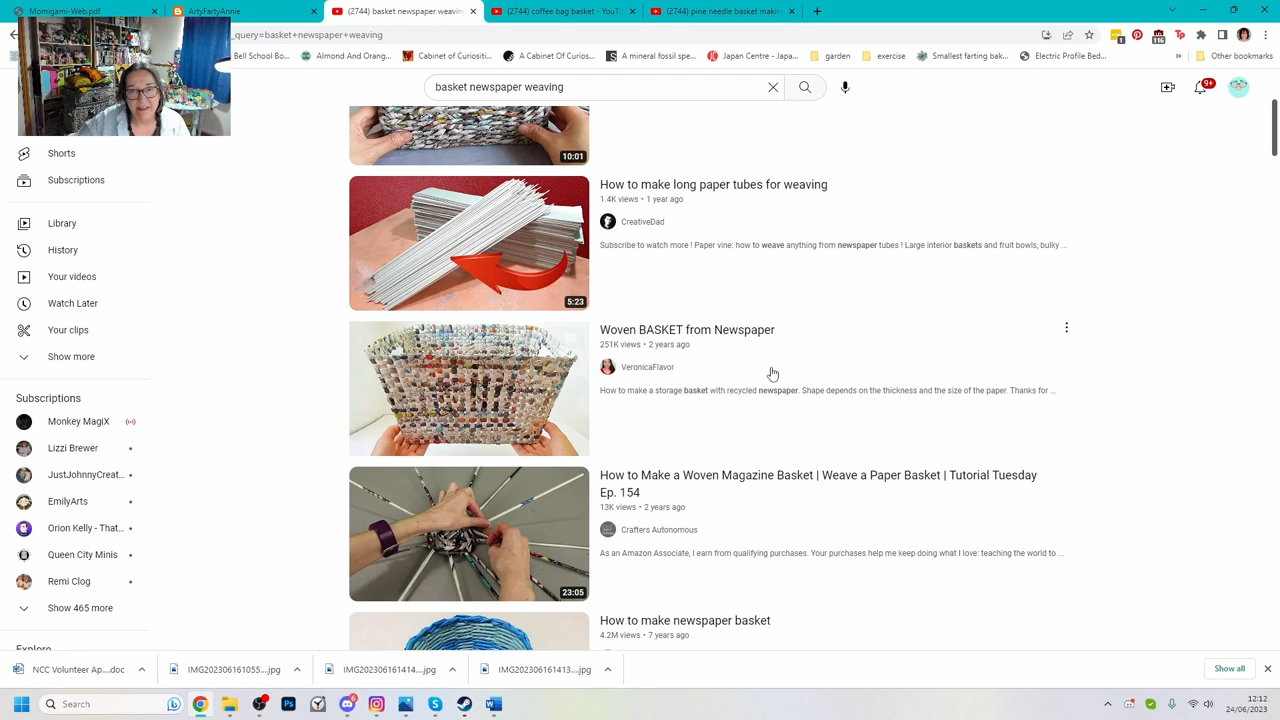 Momigami-Web.pdf
ArtyFartyAnnie
(2744) basket newspaper weavin
(2744) coffee bag basket - YouT
(2744) pine needle basket makin
_query=basket+newspaper+weaving
1
116
Bell School Bo...
Almond And Orang...
Cabinet of Curiositi...
A Cabinet Of Curios...
A mineral fossil spe...
Japan Centre - Japa...
garden
exercise
Smallest farting bak...
Electric Profile Bed...
»
Other bookmarks
basket newspaper weaving
9+
10:01
Shorts
Subscriptions
Library
History
Your videos
Watch Later
Your clips
Show more
Subscriptions
Monkey MagiX
Lizzi Brewer
JustJohnnyCreat...
EmilyArts
Orion Kelly - That...
Queen City Minis
Remi Clog
Show 465 more
Explore
How to make long paper tubes for weaving
1.4K views • 1 year ago
CreativeDad
Subscribe to watch more ! Paper vine: how to weave anything from newspaper tubes ! Large interior baskets and fruit bowls, bulky ...
5:23
Woven BASKET from Newspaper
251K views • 2 years ago
VeronicaFlavor
How to make a storage basket with recycled newspaper. Shape depends on the thickness and the size of the paper. Thanks for ...
How to Make a Woven Magazine Basket | Weave a Paper Basket | Tutorial Tuesday
Ep. 154
13K views • 2 years ago
Crafters Autonomous
As an Amazon Associate, I earn from qualifying purchases. Your purchases help me keep doing what I love: teaching the world to ...
23:05
How to make newspaper basket
4.2M views • 7 years ago
NCC Volunteer Ap....doc
IMG202306161055....jpg
IMG202306161414....jpg
IMG202306161413....jpg
Show all
Search
6
12:12
24/06/2023